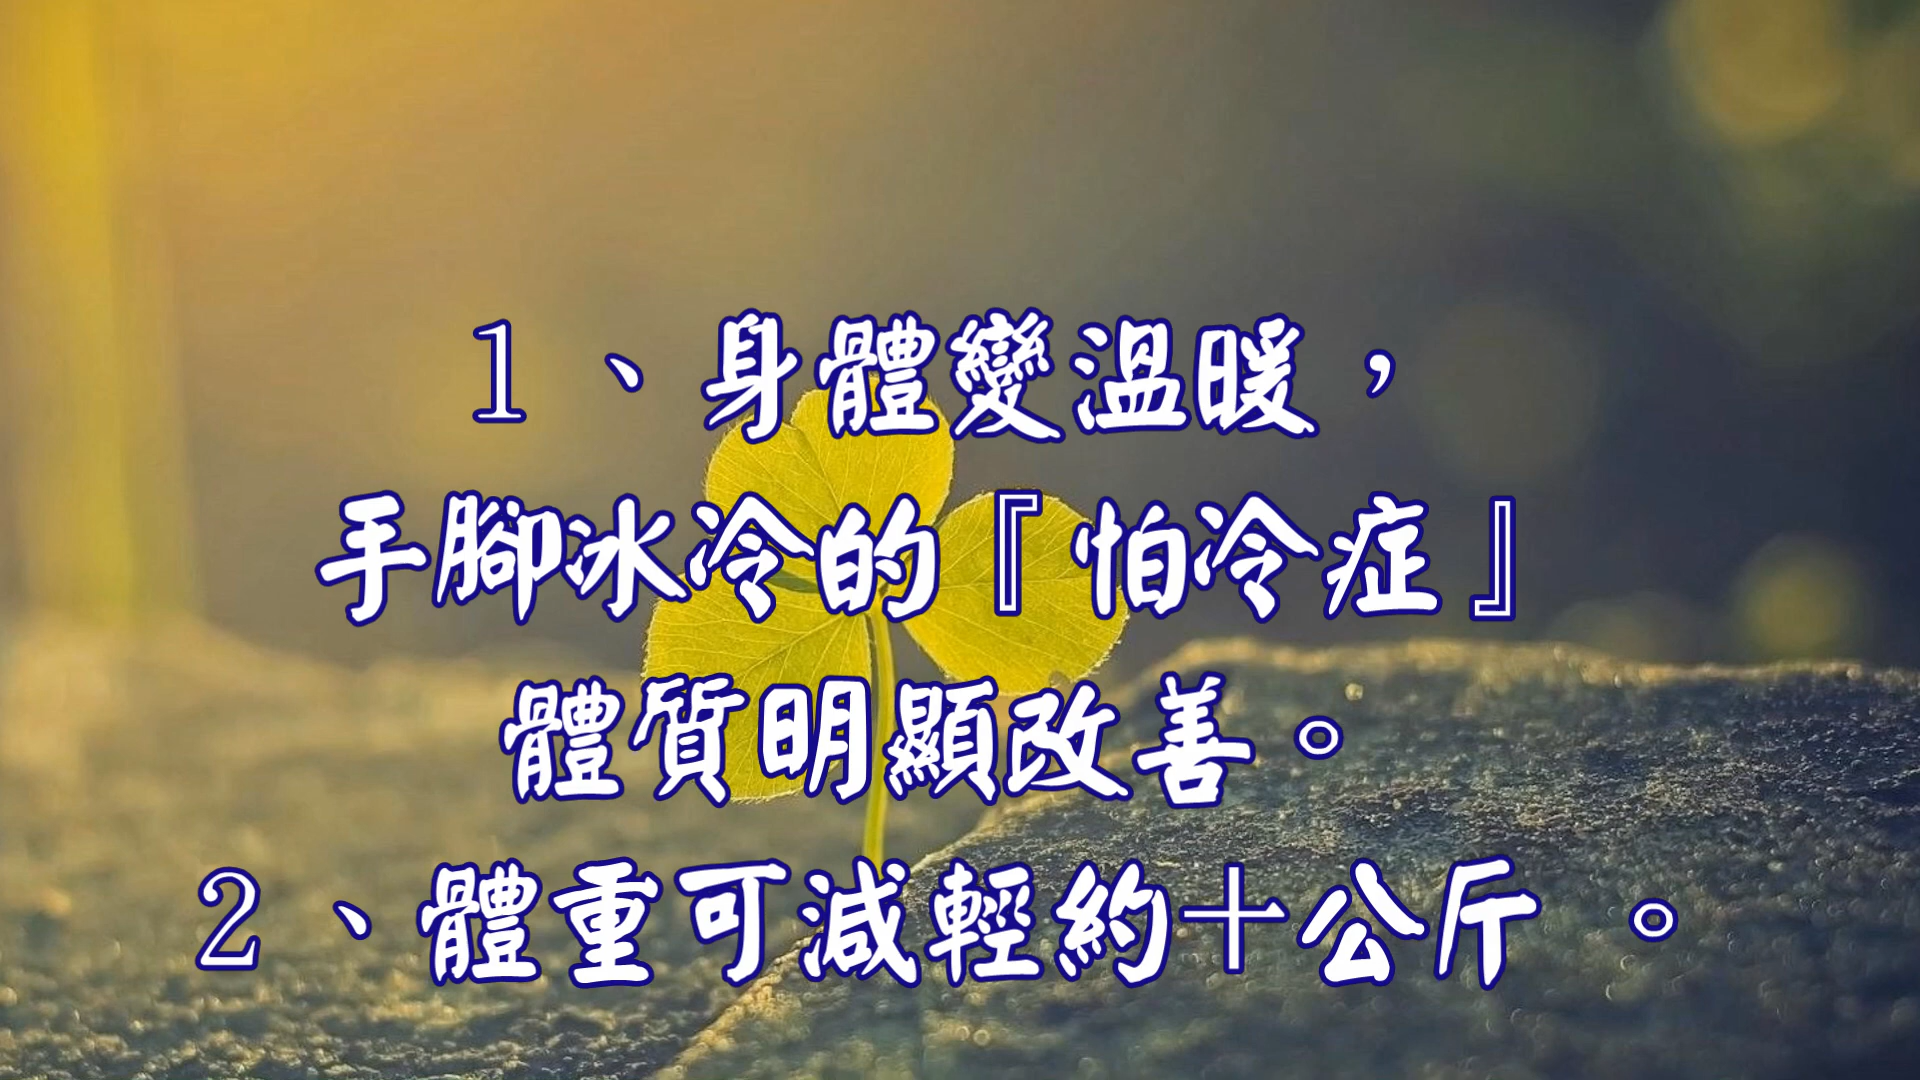 １、身體變溫暖，
手腳冰冷的『怕冷症』
體質明顯改善。
２、體重可減輕約十公斤 。